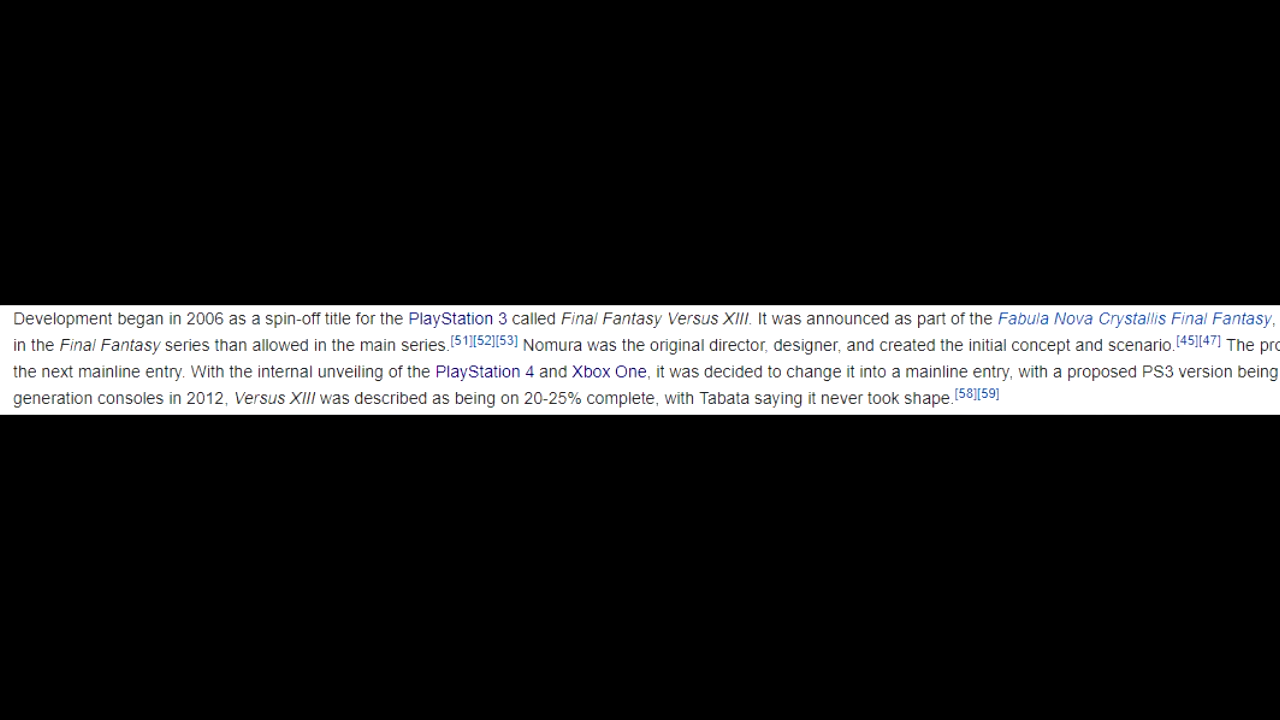 Development began in 2006 as a spin-off title for the PlayStation 3 called Final Fantasy Versus XIII. It was announced as part of the Fabula Nova Crystallis Final Fantasy,
in the Final Fantasy series than allowed in the main series.[51][52][53] Nomura was the original director, designer, and created the initial concept and scenario.[45][47] The
the next mainline entry. With the internal unveiling of the PlayStation 4 and Xbox One, it was decided to change it into a mainline entry, with a proposed PS3 version being
generation consoles in 2012, Versus XIII was described as being on 20-25% complete, with Tabata saying it never took shape.[58][59]